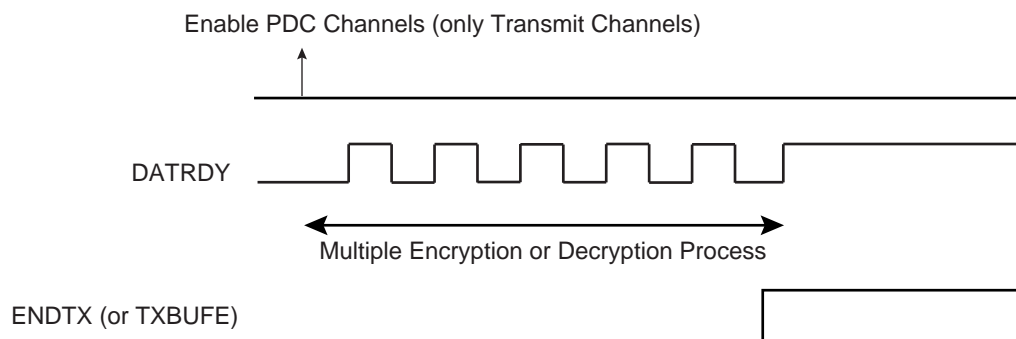 Enable PDC Channels (only Transmit Channels)
DATRDY
Multiple Encryption or Decryption Process
ENDTX (or TXBUFE)